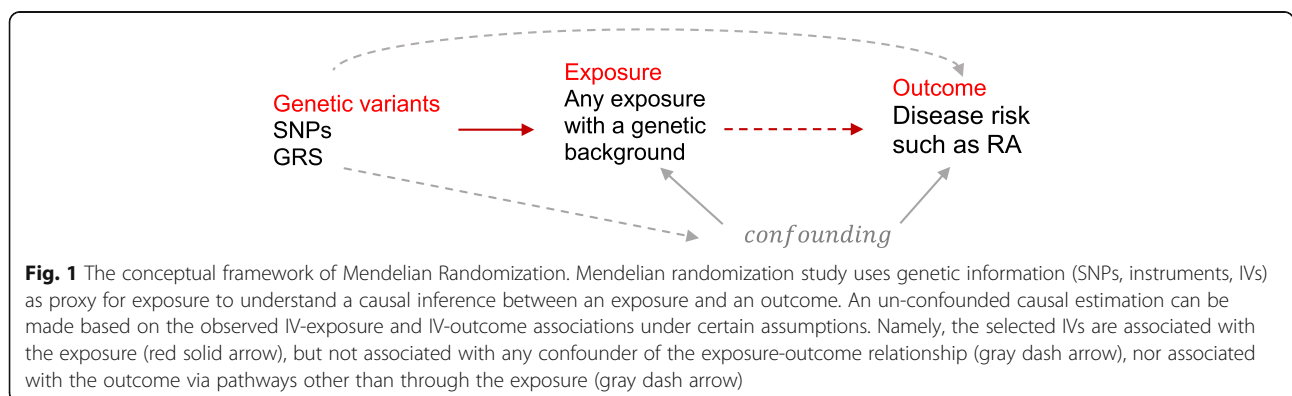 Genetic variants
SNPs
GRS
Exposure
Any exposure
with a genetic
background
Outcome
Disease risk
such as RA
confounding
Fig. 1 The conceptual framework of Mendelian Randomization. Mendelian randomization study uses genetic information (SNPs, instruments, IVs)
as proxy for exposure to understand a causal inference between an exposure and an outcome. An un-confounded causal estimation can be
made based on the observed IV-exposure and IV-outcome associations under certain assumptions. Namely, the selected IVs are associated with
the exposure (red solid arrow), but not associated with any confounder of the exposure-outcome relationship (gray dash arrow), nor associated
with the outcome via pathways other than through the exposure (gray dash arrow)